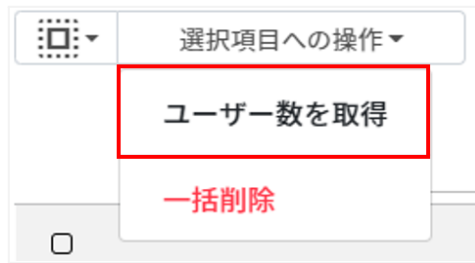 選択項目への操作
ユーザー数を取得
一括削除